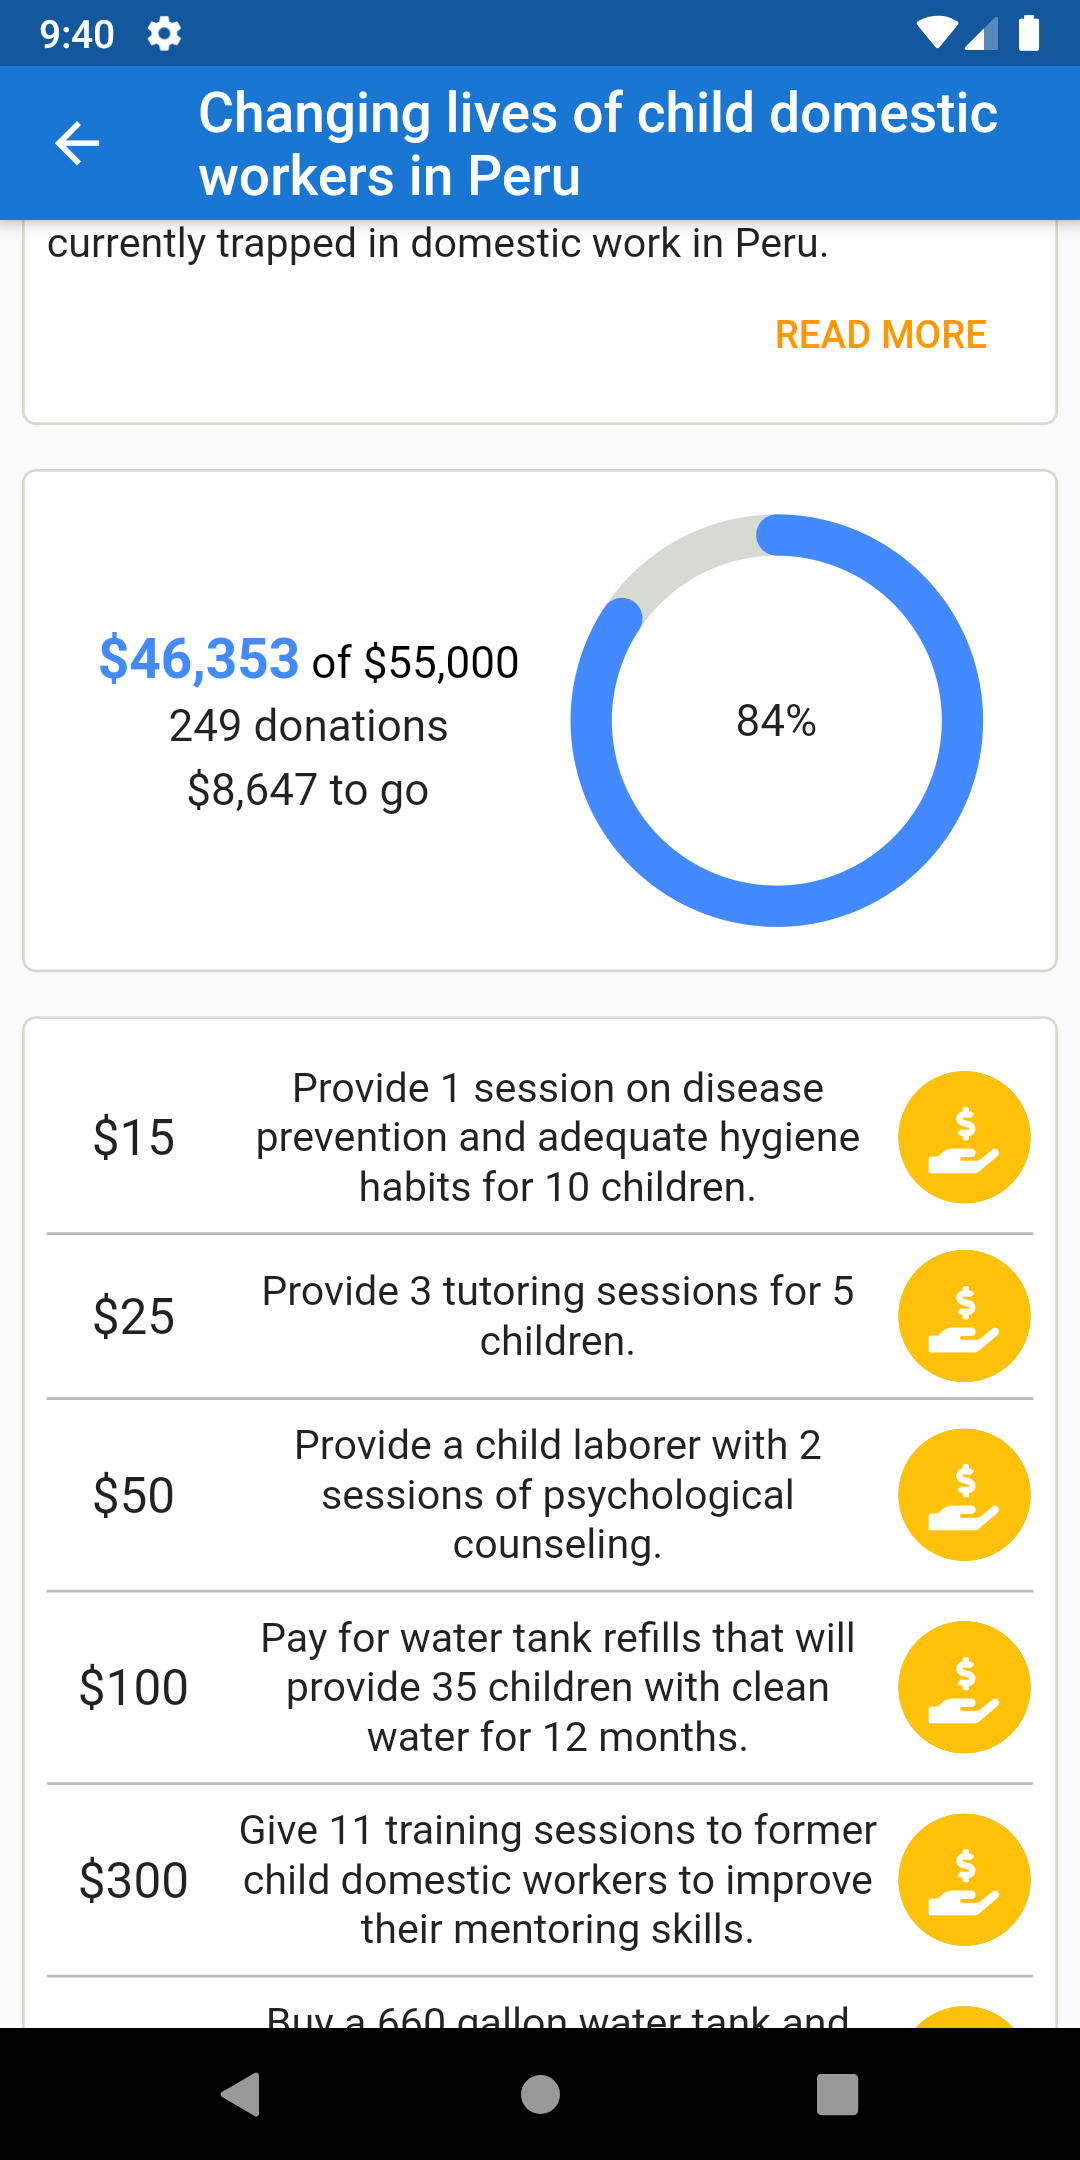 9:40
Changing lives of child domestic
workers in Peru
currently trapped in domestic work in Peru.
READ MORE
$46,353 of $55,000
249 donations
$8,647 to go
84%
$15
Provide 1 session on disease
prevention and adequate hygiene
habits for 10 children.
$25
Provide 3 tutoring sessions for 5
children.
$50
Provide a child laborer with 2
sessions of psychological
counseling.
$100
Pay for water tank refills that will
provide 35 children with clean
water for 12 months.
$300
Give 11 training sessions to former
child domestic workers to improve
their mentoring skills.
Buy a 660 gallon water tank and